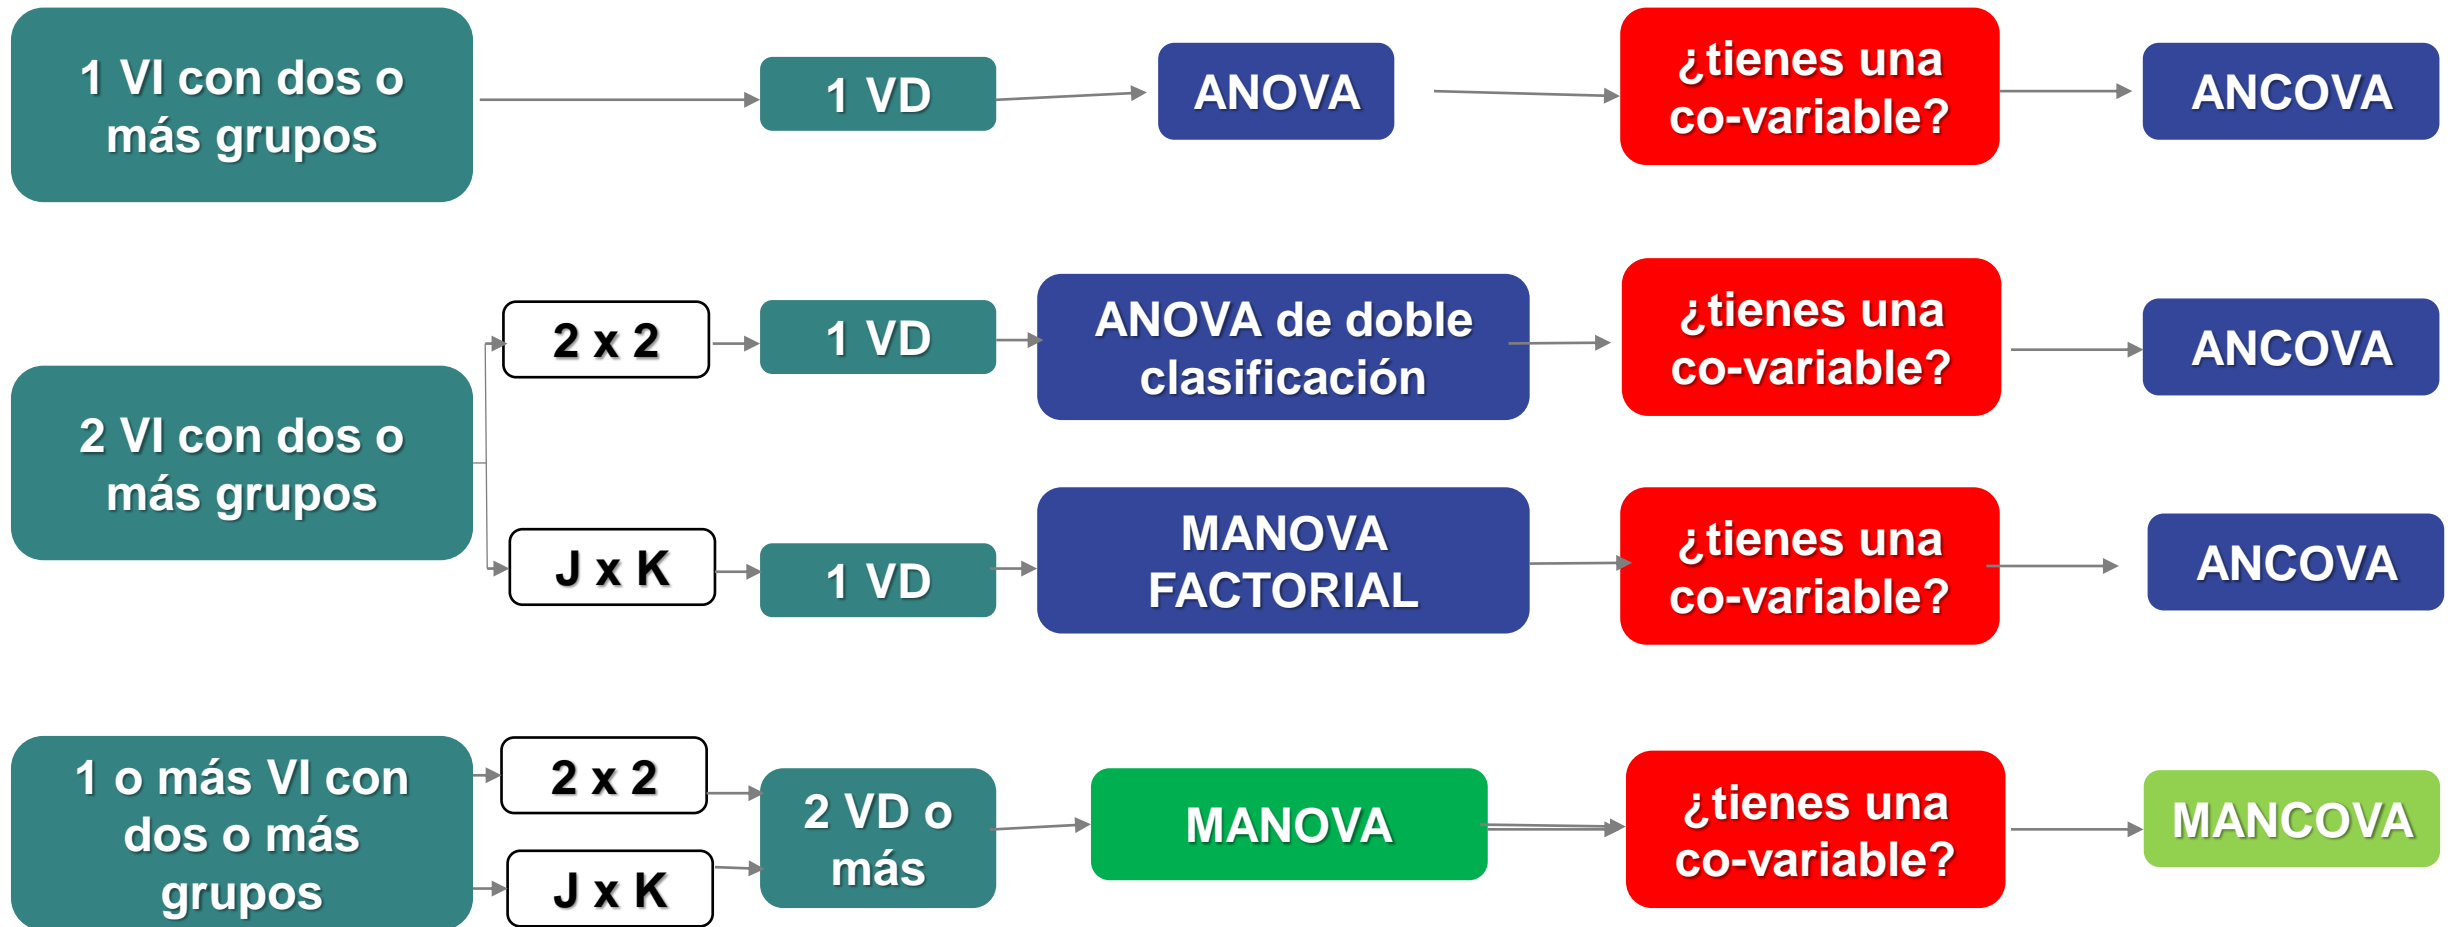 1 VI con dos o
más grupos
1 VD
ANOVA
¿tienes una
co-variable?
ANCOVA
2 VI con dos o
más grupos
2 x 2
1 VD
ANOVA de doble
clasificación
¿tienes una
co-variable?
ANCOVA
J x K
1 VD
MANOVA
FACTORIAL
¿tienes una
co-variable?
ANCOVA
1 o más VI con
dos o más
grupos
2 x 2
J x K
2 VD o
más
MANOVA
¿tienes una
co-variable?
MANCOVA